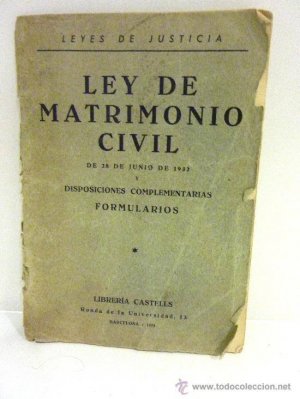 LEYES DE JUSTICIA
LEY DE
MATRIMONIO
CIVIL
DE 28 DE JUNIO DE 1932
Y
DISPOSICIONES COMPLEMENTARIAS
FORMULARIOS
LIBRERÍA CASTELLS
Ronda de la Universidad, 13
BARCELONA
todocoleccion
www.todocoleccion.net